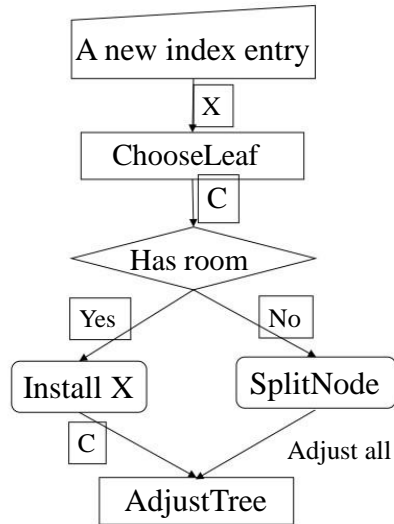 A new index entry
X
ChooseLeaf
C
Has room
Yes
No
Install X
SplitNode
C
Adjust all
AdjustTree